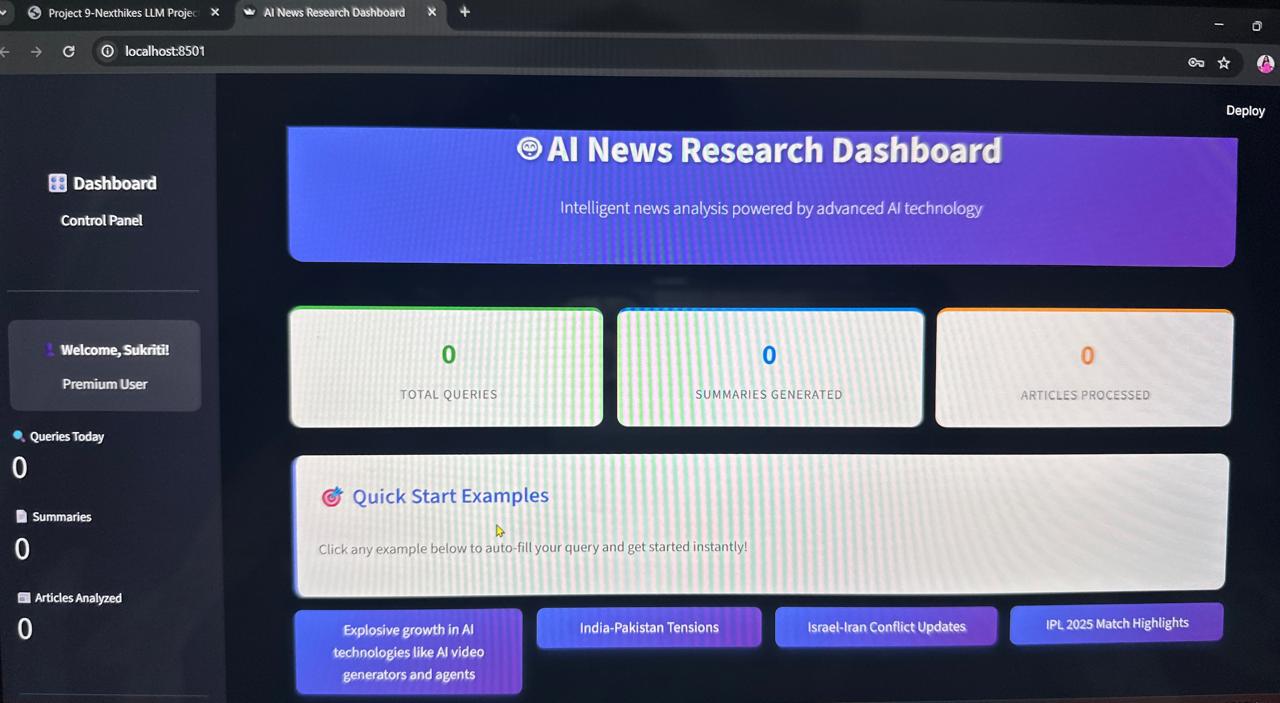 Project 9-Nexthikes LLM Projec
AI News Research Dashboard
localhost:8501
Deploy
Dashboard
Control Panel
Welcome, Sukriti!
Premium User
Queries Today
0
Summaries
0
Articles Analyzed
0
AI News Research Dashboard
Intelligent news analysis powered by advanced AI technology
0
TOTAL QUERIES
0
SUMMARIES GENERATED
0
ARTICLES PROCESSED
Quick Start Examples
Click any example below to auto-fill your query and get started instantly!
Explosive growth in AI
technologies like AI video
generators and agents
India-Pakistan Tensions
Israel-Iran Conflict Updates
IPL 2025 Match Highlights